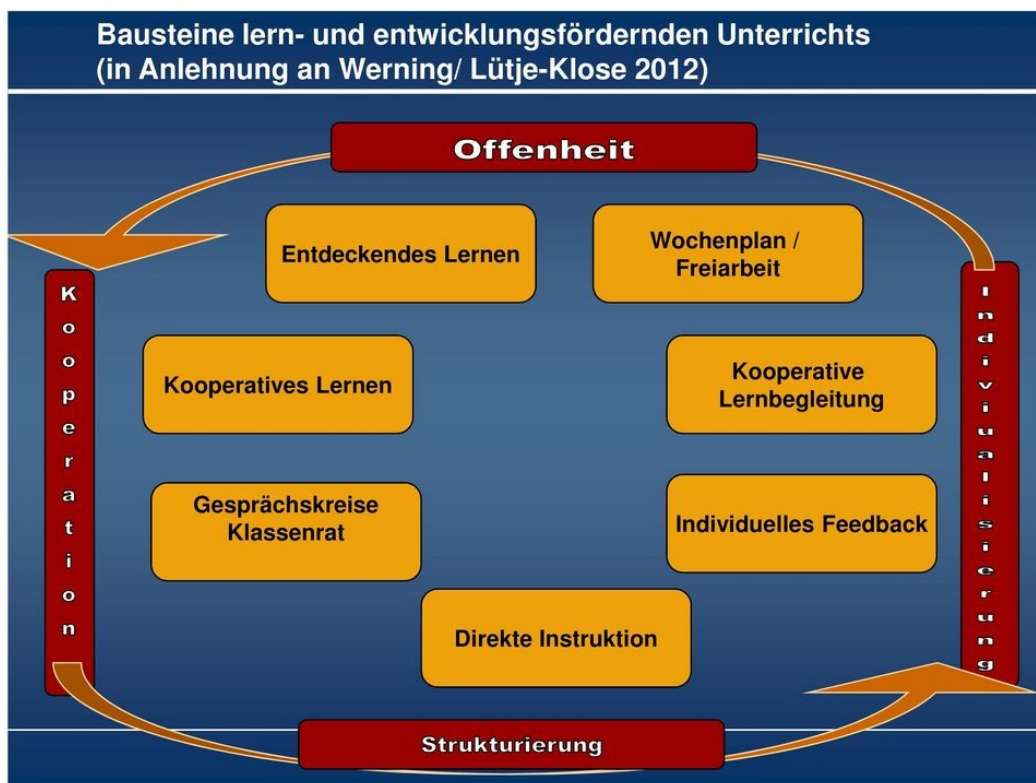 Bausteine lern- und entwicklungsfördernden Unterrichts
(in Anlehnung an Werning/ Lütje-Klose 2012)
Offenheit
Entdeckendes Lernen
Wochenplan /
Freiarbeit
Kooperation
Individualisierung
Kooperatives Lernen
Kooperative
Lernbegleitung
Gesprächskreise
Klassenrat
Individuelles Feedback
Direkte Instruktion
Strukturierung